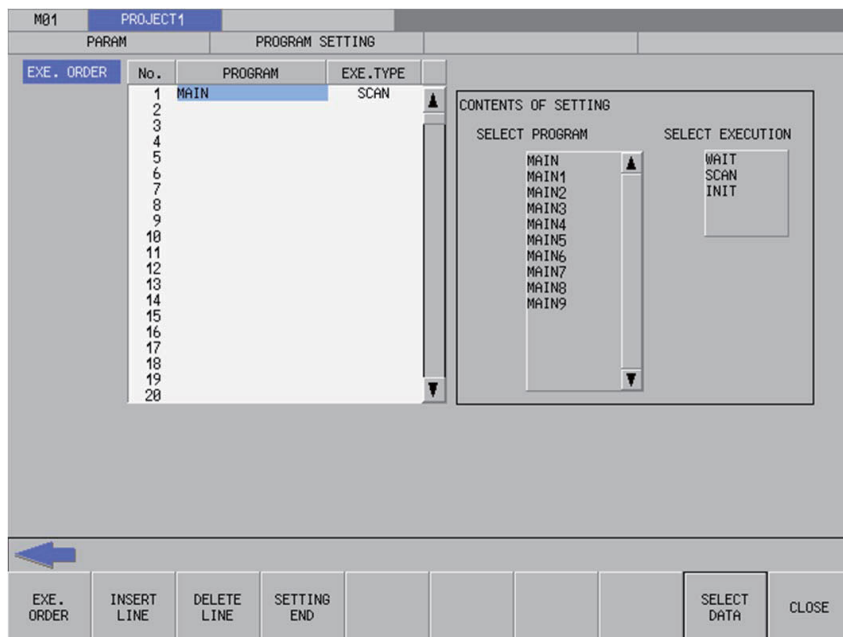 M01 PROJECT1
PARAM PROGRAM SETTING
EXE. ORDER
No. PROGRAM EXE.TYPE
1 MAIN SCAN
2
3
4
5
6
7
8
9
10
11
12
13
14
15
16
17
18
19
20
CONTENTS OF SETTING
SELECT PROGRAM
MAIN
MAIN1
MAIN2
MAIN3
MAIN4
MAIN5
MAIN6
MAIN7
MAIN8
MAIN9
SELECT EXECUTION
WAIT
SCAN
INIT
EXE.
ORDER
INSERT
LINE
DELETE
LINE
SETTING
END
SELECT
DATA
CLOSE